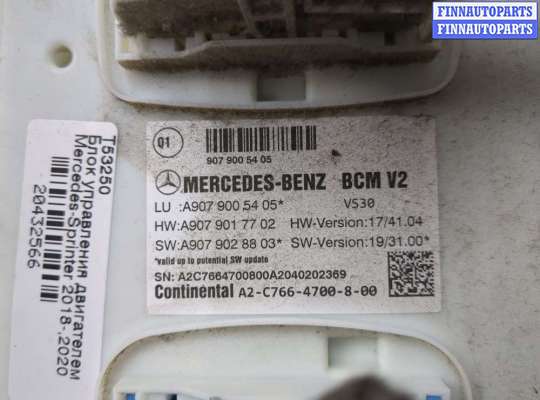 FINNAUTOPARTS
FINNAUTOPARTS
FINNAUTOPARTS
Q1
907 900 54 05
MERCEDES-BENZ BCM V2
LU :A907 900 54 05* VS30
HW:A907 901 77 02 HW-Version:17/41.04
SW:A907 902 88 03* SW-Version:19/31.00*
*valid up to potential SW update
SN: A2C7664700800A2040202369
Continental A2-C766-4700-8-00
T53250
Блок управления двигателем
Mercedes-Sprinter 2018-,2020
20432566